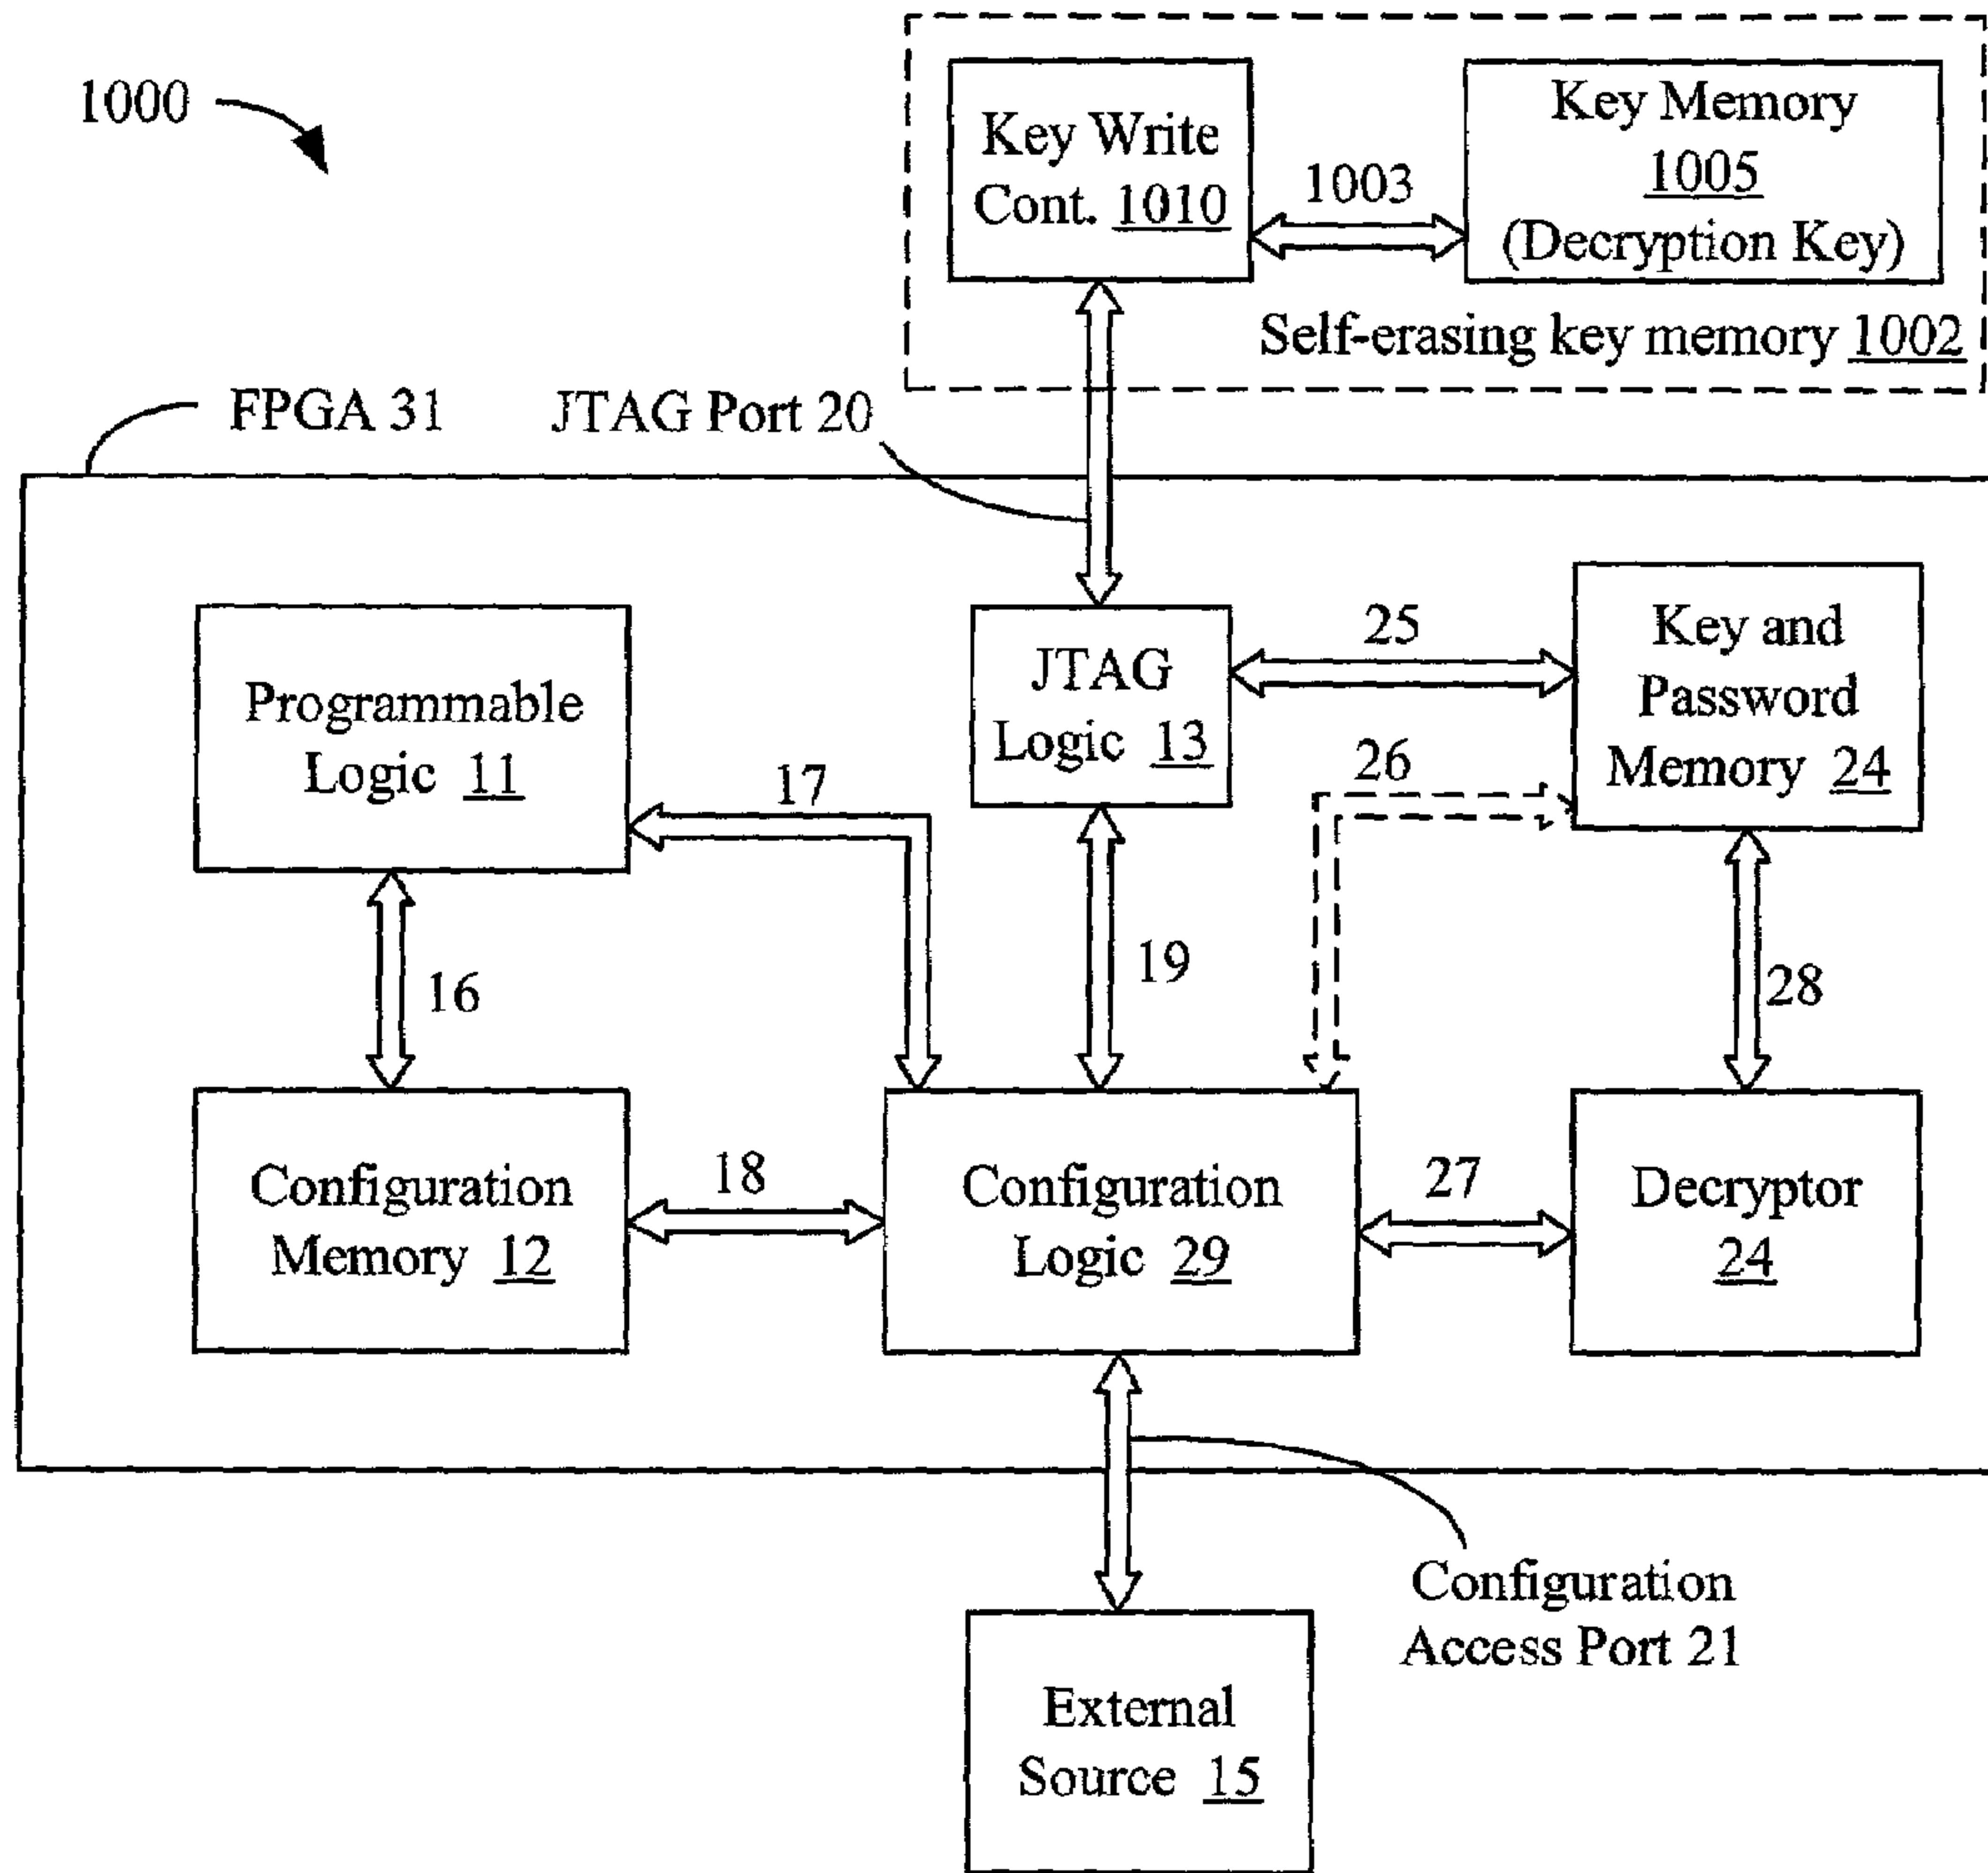 1000
Key Write
Cont. 1010
1003
Key Memory
1005
(Decryption Key)
Self-erasing key memory 1002
FPGA 31
JTAG Port 20
Programmable
Logic 11
JTAG
Logic 13
25
Key and
Password
Memory 24
17
26
16
19
28
Configuration
Memory 12
18
Configuration
Logic 29
27
Decryptor
24
Configuration
Access Port 21
External
Source 15